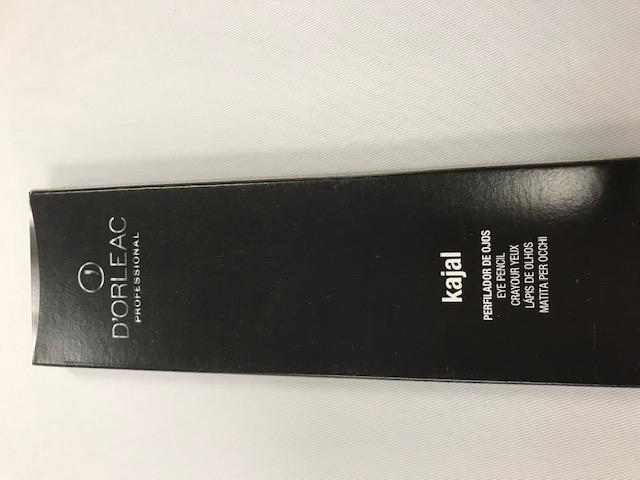 D'ORLEAC
PROFESSIONAL
kajal
PERFILADOR DE OJOS
EYE PENCIL
CRAYOUR YEUX
LÁPIS DE OLHOS
MATITA PER OCCHI